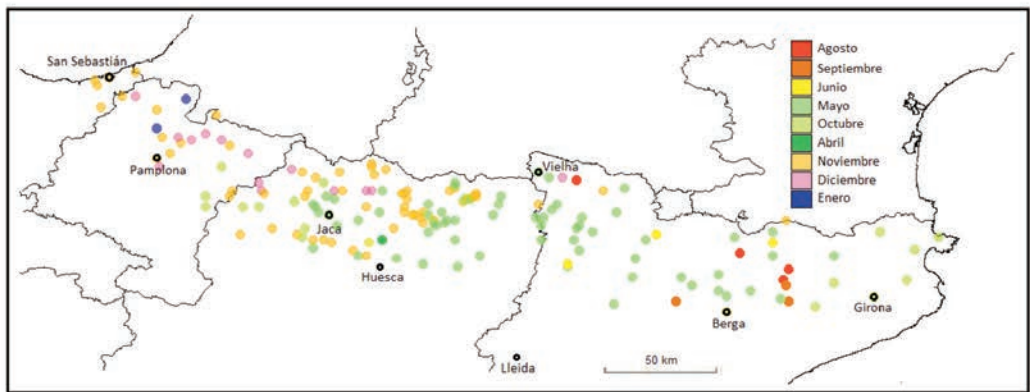 San Sebastián
Pamplona
Jaca
Huesca
Vielha
Lleida
Berga
Girona
50 km
Agosto
Septiembre
Junio
Mayo
Octubre
Abril
Noviembre
Diciembre
Enero